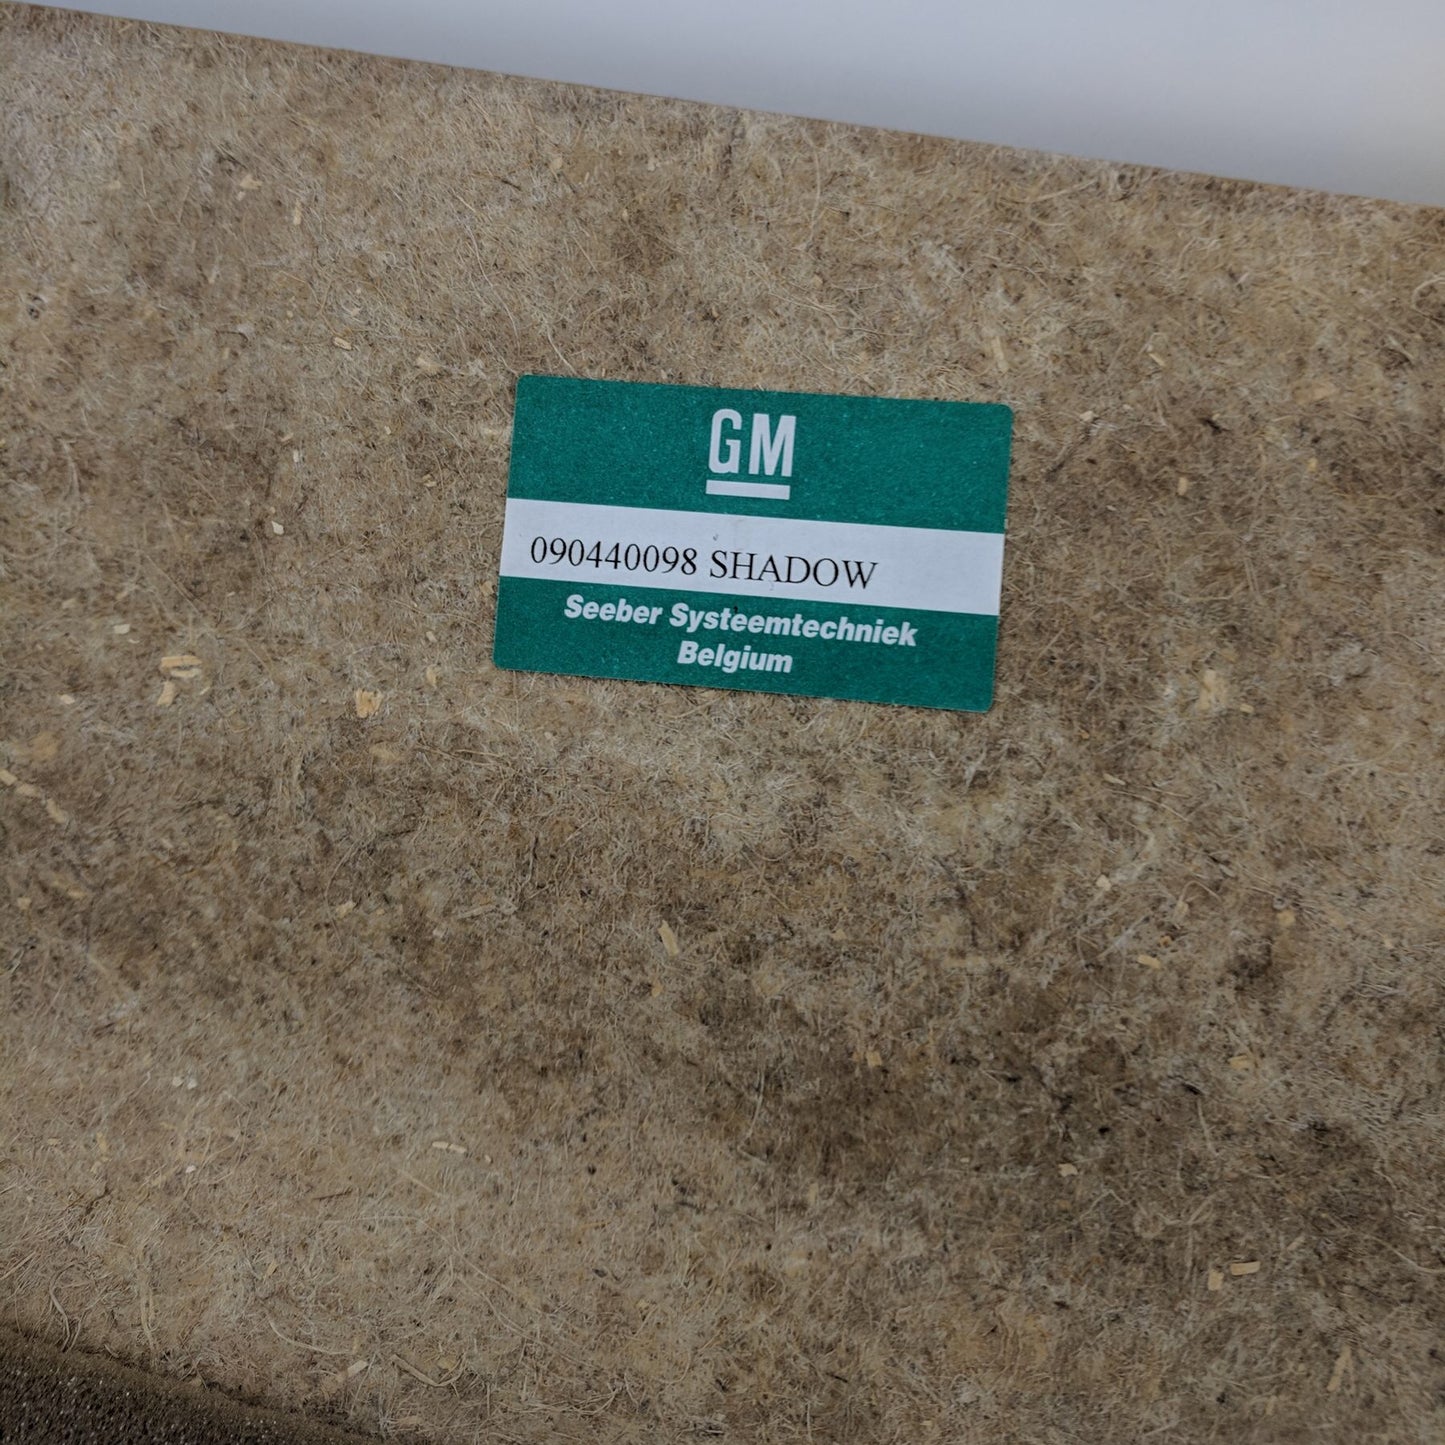 GM
090440098 SHADOW
Seeber Systeemtechniek
Belgium